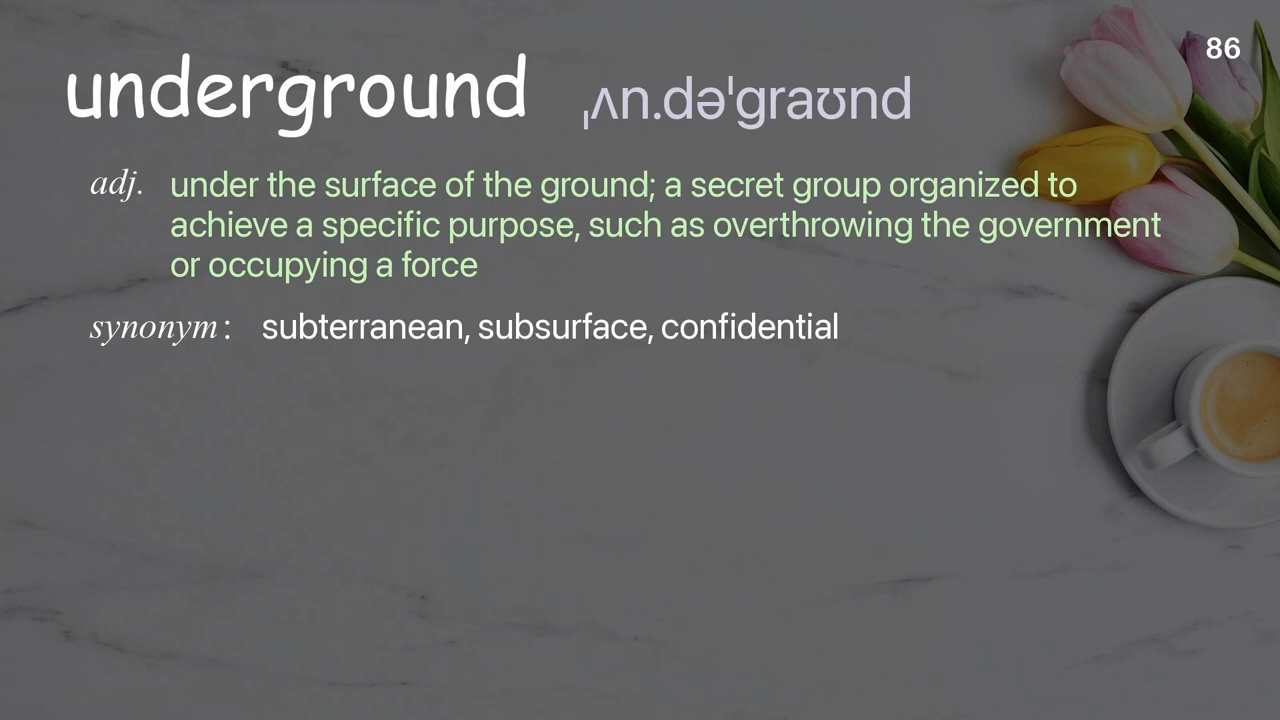 86
underground ˌʌn.dəˈɡraʊnd
adj. under the surface of the ground; a secret group organized to
achieve a specific purpose, such as overthrowing the government
or occupying a force
synonym: subterranean, subsurface, confidential